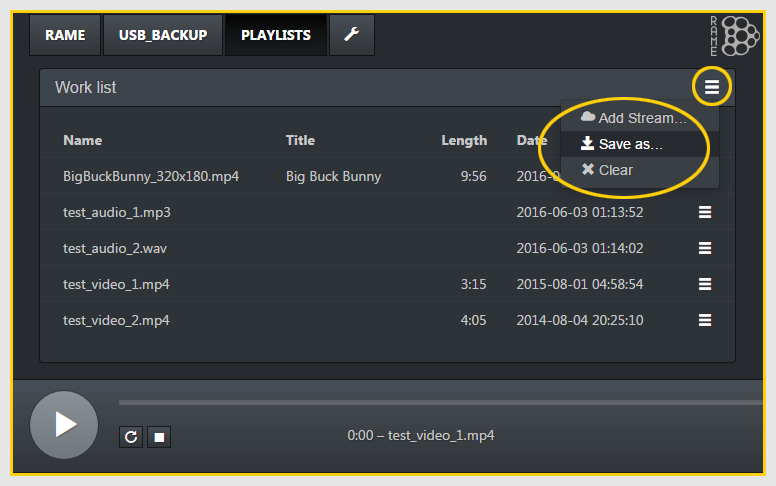 RAME USB_BACKUP PLAYLISTS
RAME
Work list
Add Stream...
Save as...
Clear
Name Title Length Date
BigBuckBunny_320x180.mp4 Big Buck Bunny 9:56 2016-0
test_audio_1.mp3 2016-06-03 01:13:52
test_audio_2.wav 2016-06-03 01:14:02
test_video_1.mp4 3:15 2015-08-01 04:58:54
test_video_2.mp4 4:05 2014-08-04 20:25:10
0:00 – test_video_1.mp4